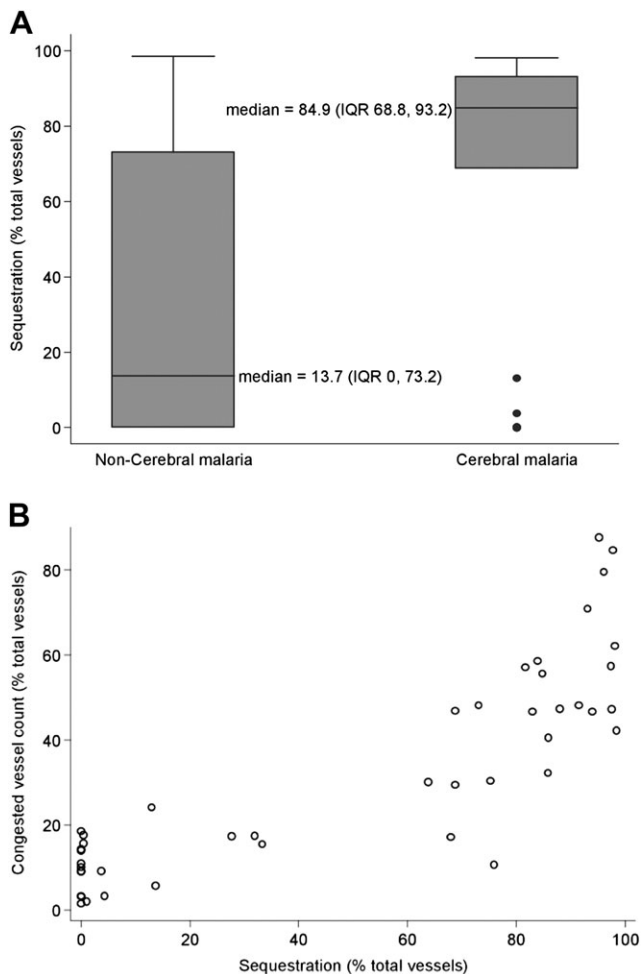 A
Sequestration (% total vessels)
100
80
60
40
20
0
median = 84.9 (IQR 68.8, 93.2)
median = 13.7 (IQR 0, 73.2)
Non-Cerebral malaria
Cerebral malaria
B
Congested vessel count (% total vessels)
80
60
40
20
0
0 20 40 60 80 100
Sequestration (% total vessels)